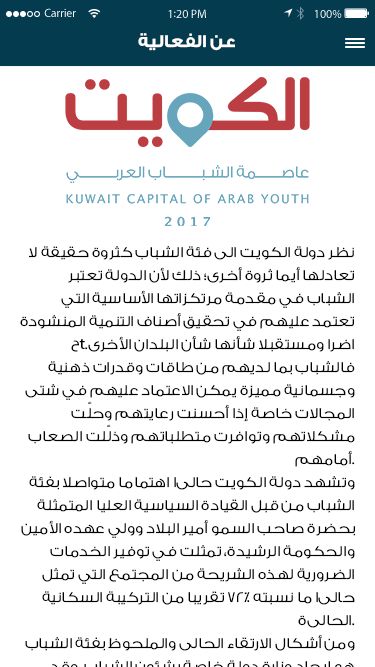 Carrier 1:20 PM 100%
عن الفعالية
الكويت
عاصمة الشباب العربي
KUWAIT CAPITAL OF ARAB YOUTH
2017
نظر دولة الكويت الى فئة الشباب كثروة حقيقة لا
تعادلها أيما ثروة أخرى؛ ذلك لأن الدولة تعتبر
الشباب في مقدمة مرتكزاتها الأساسية التي
تعتمد عليهم في تحقيق أصناف التنمية المنشودة
اضرا ومستقبلا شأنها شأن البلدان الأخرى.tح
فالشباب بما لديهم من طاقات وقدرات ذهنية
وجسمانية مميزة يمكن الاعتماد عليهم في شتى
المجالات خاصة إذا أحسنت رعايتهم وحلّت
مشكلاتهم وتوافرت متطلباتهم وذلّلت الصعاب
.أمامهم
وتشهد دولة الكويت حالىا اهتماما متواصلا بفئة
الشباب من قبل القيادة السياسية العليا المتمثلة
بحضرة صاحب السمو أمير البلاد وولي عهده الأمين
والحكومة الرشيدة، تمثلت في توفير الخدمات
الضرورية لهذه الشريحة من المجتمع التي تمثل
حالىا ما نسبته ٧٢٪ تقريبا من التركيبة السكانية
.الحالىة
ومن أشكال الارتقاء الحالى والملحوظ بفئة الشباب